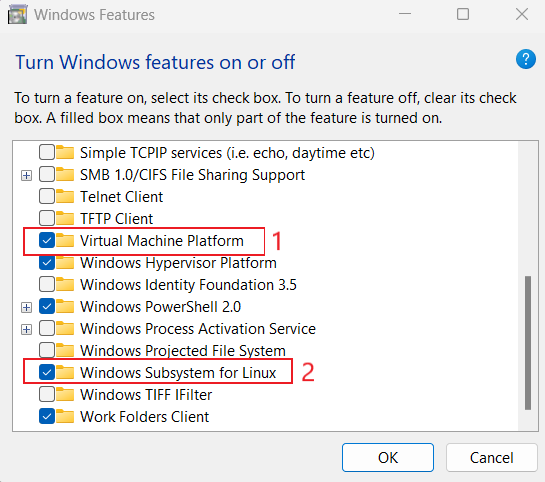 Windows Features
Turn Windows features on or off
?
To turn a feature on, select its check box. To turn a feature off, clear its check
box. A filled box means that only part of the feature is turned on.
Simple TCPIP services (i.e. echo, daytime etc)
SMB 1.0/CIFS File Sharing Support
Telnet Client
TFTP Client
Virtual Machine Platform 1
Windows Hypervisor Platform
Windows Identity Foundation 3.5
Windows PowerShell 2.0
Windows Process Activation Service
Windows Projected File System
Windows Subsystem for Linux 2
Windows TIFF IFilter
Work Folders Client
OK Cancel